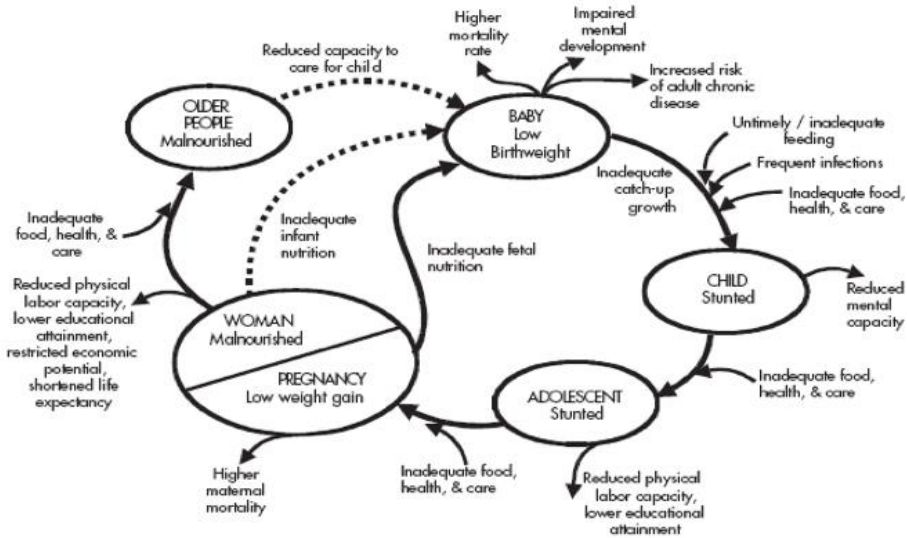 Higher
mortality
rate
Impaired
mental
development
Increased risk
of adult chronic
disease
Reduced capacity to
care for child
OLDER
PEOPLE
Malnourished
BABY
Low
Birthweight
Untimely / inadequate
feeding
Frequent infections
Inadequate food,
health, & care
Inadequate
catch-up
growth
Inadequate
food, health, &
care
Inadequate
infant
nutrition
Inadequate fetal
nutrition
CHILD
Stunted
Reduced
mental
capacity
Reduced physical
labor capacity,
lower educational
attainment,
restricted economic
potential,
shortened life
expectancy
WOMAN
Malnourished
PREGNANCY
Low weight gain
Inadequate food,
health, & care
ADOLESCENT
Stunted
Higher
maternal
mortality
Inadequate food,
health, & care
Reduced physical
labor capacity,
lower educational
attainment